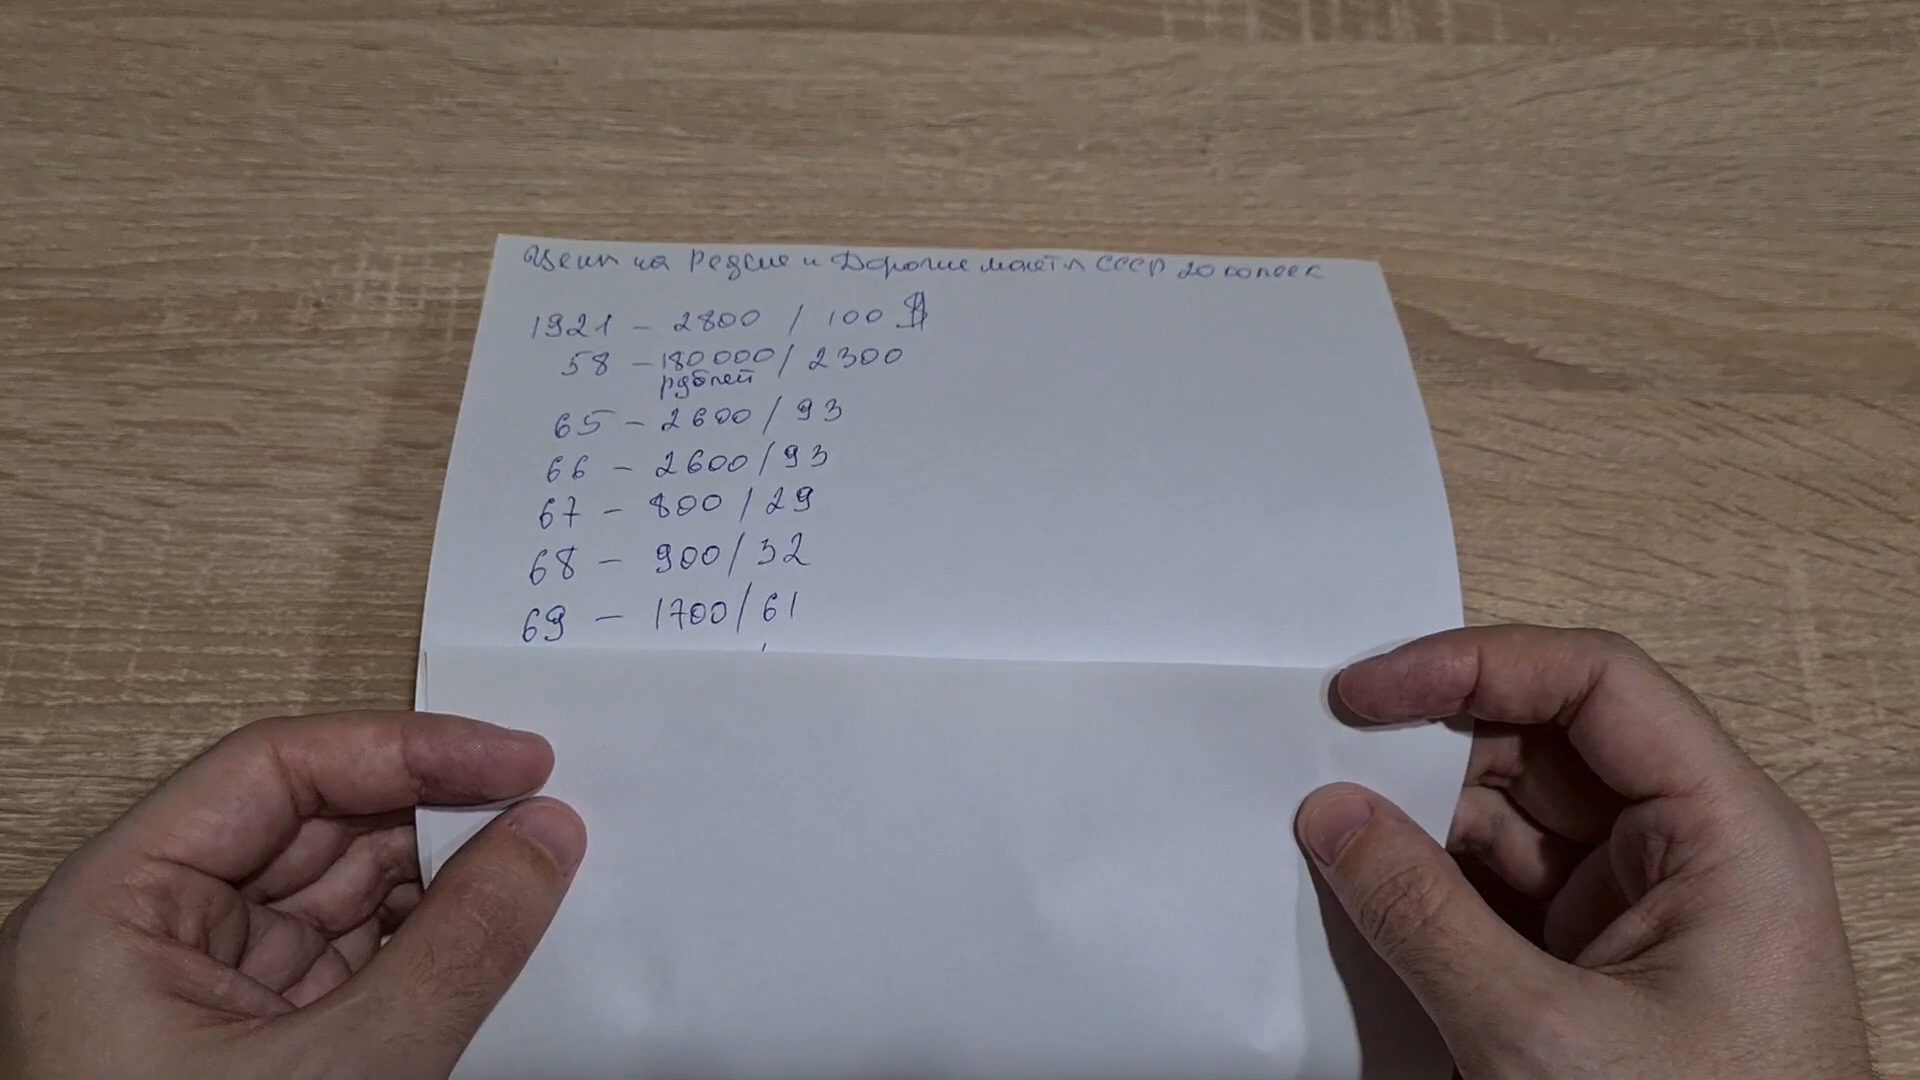 Цены на Редкие и Дорогие монеты СССР 20 копеек
1921 - 2800 / 100 $
58 - 180000 / 2300
рублей
65 - 2600 / 93
66 - 2600 / 93
67 - 800 / 29
68 - 900 / 32
69 - 1700 / 61